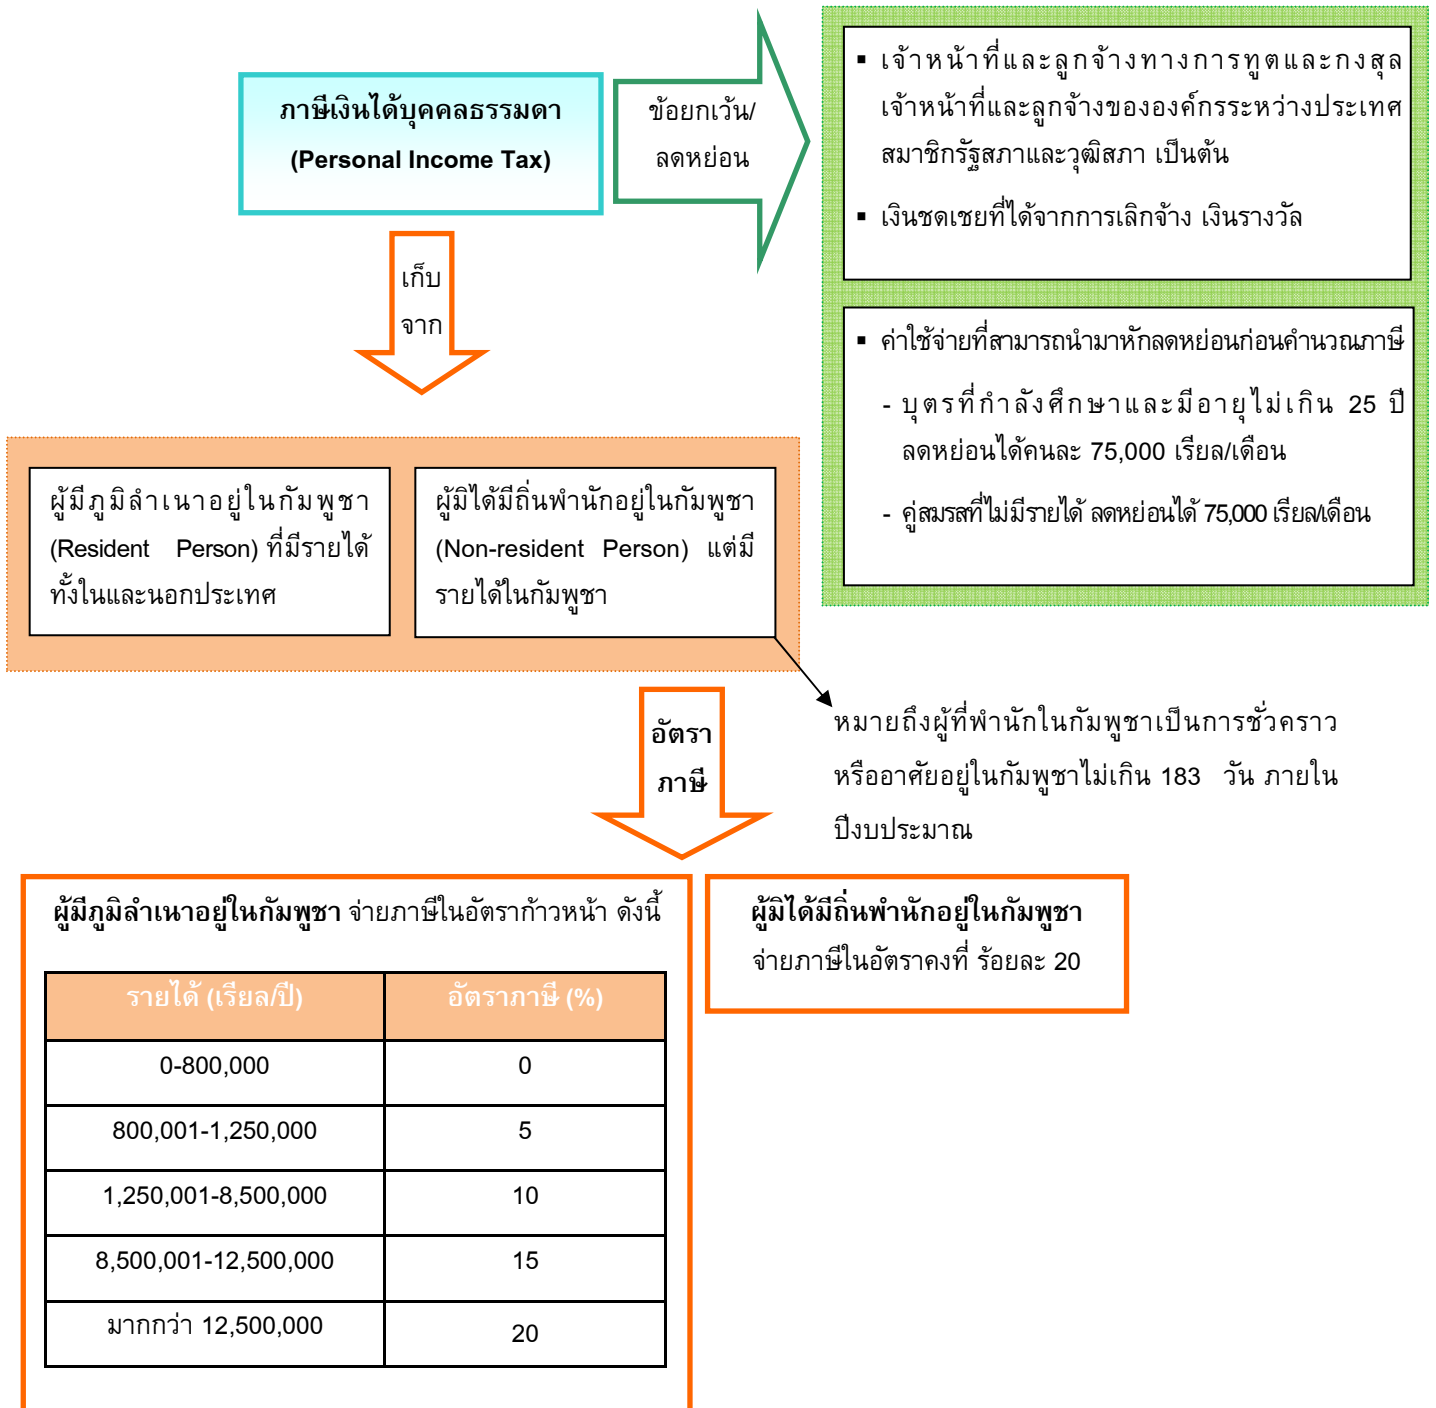 ภาษีเงินได้บุคคลธรรมดา
(Personal Income Tax)
ข้อยกเว้น/
ลดหย่อน
▪ เจ้าหน้าที่และลูกจ้างทางการทูตและกงสุล
เจ้าหน้าที่และลูกจ้างขององค์กรระหว่างประเทศ
สมาชิกรัฐสภาและวุฒิสภา เป็นต้น
▪ เงินชดเชยที่ได้จากการเลิกจ้าง เงินรางวัล
▪ ค่าใช้จ่ายที่สามารถนำมาหักลดหย่อนก่อนคำนวณภาษี
- บุตรที่กำลังศึกษาและมีอายุไม่เกิน 25 ปี
ลดหย่อนได้คนละ 75,000 เรียล/เดือน
- คู่สมรสที่ไม่มีรายได้ ลดหย่อนได้ 75,000 เรียล/เดือน
เก็บ
จาก
ผู้มีภูมิลำเนาอยู่ในกัมพูชา
(Resident Person) ที่มีรายได้
ทั้งในและนอกประเทศ
ผู้มิได้มีถิ่นพำนักอยู่ในกัมพูชา
(Non-resident Person) แต่มี
รายได้ในกัมพูชา
หมายถึงผู้ที่พำนักในกัมพูชาเป็นการชั่วคราว
หรืออาศัยอยู่ในกัมพูชาไม่เกิน 183 วัน ภายใน
ปีงบประมาณ
อัตรา
ภาษี
ผู้มีภูมิลำเนาอยู่ในกัมพูชา จ่ายภาษีในอัตราก้าวหน้า ดังนี้
รายได้ (เรียล/ปี) อัตราภาษี (%)
0-800,000 0
800,001-1,250,000 5
1,250,001-8,500,000 10
8,500,001-12,500,000 15
มากกว่า 12,500,000 20
ผู้มิได้มีถิ่นพำนักอยู่ในกัมพูชา
จ่ายภาษีในอัตราคงที่ ร้อยละ 20